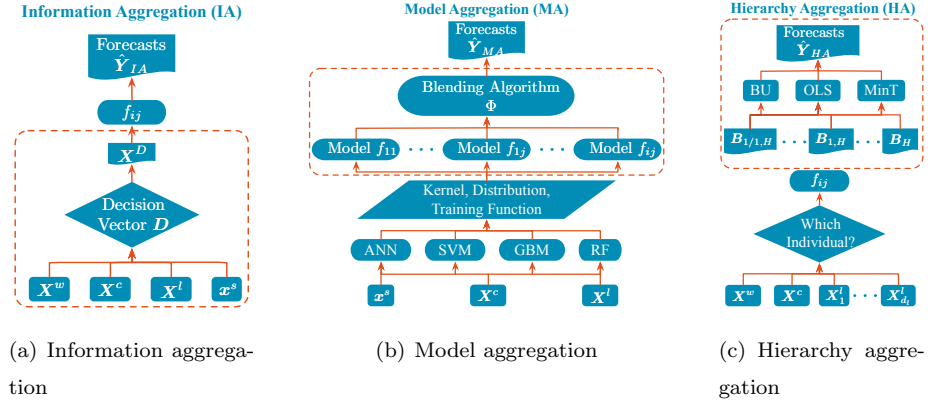 Information Aggregation (IA)
Forecasts
Ŷ_IA
f_ij
X^D
Decision
Vector D
X^w X^c X^l x^s
(a) Information aggrega-
tion
Model Aggregation (MA)
Forecasts
Ŷ_MA
Blending Algorithm
Φ
Model f_11 · · · Model f_1j · · · Model f_ij
Kernel, Distribution,
Training Function
ANN SVM GBM RF
x^s X^c X^l
(b) Model aggregation
Hierarchy Aggregation (HA)
Forecasts
Ŷ_HA
BU OLS MinT
B_1/1,H · · · B_1,H · · · B_H
f_ij
Which
Individual?
X^w X^c X^l_1 · · · X^l_{d_l}
(c) Hierarchy aggre-
gation